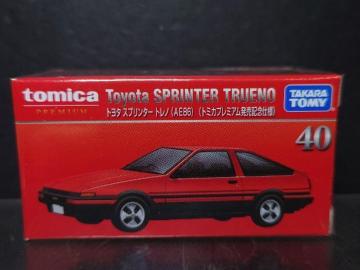 tomica
PREMIUM
Toyota SPRINTER TRUENO
トヨタ スプリンター トレノ (AE86) (トミカプレミアム発売記念仕様)
TAKARA
TOMY
40